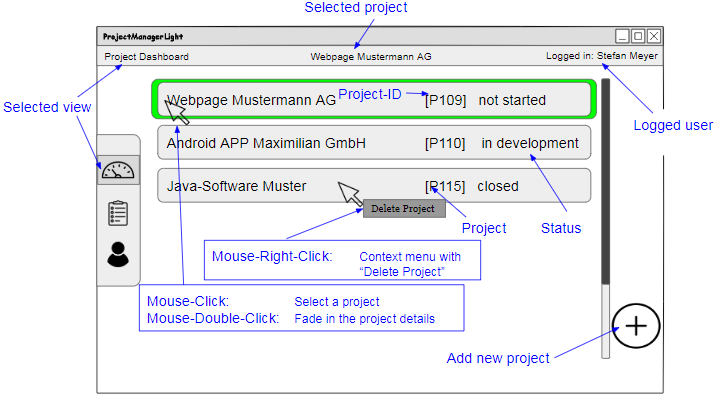 Selected project
ProjectManagerLight
Project Dashboard
Webpage Mustermann AG
Logged in: Stefan Meyer
Selected view
Webpage Mustermann AG [P109] not started
Project-ID
Logged user
Android APP Maximilian GmbH [P110] in development
Java-Software Muster [P115] closed
Delete Project
Project
Status
Mouse-Right-Click: Context menu with
“Delete Project”
Mouse-Click: Select a project
Mouse-Double-Click: Fade in the project details
Add new project